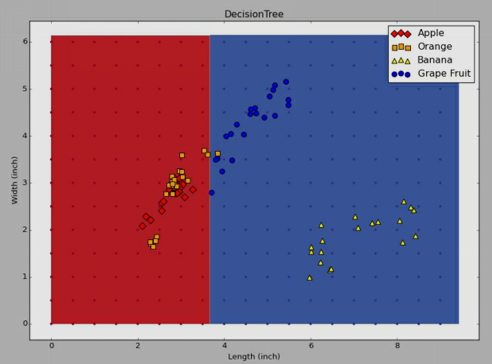 DecisionTree
Apple
Orange
Banana
Grape Fruit
6
5
4
3
2
1
0
Width (inch)
0 2 4 6 8
Length (inch)